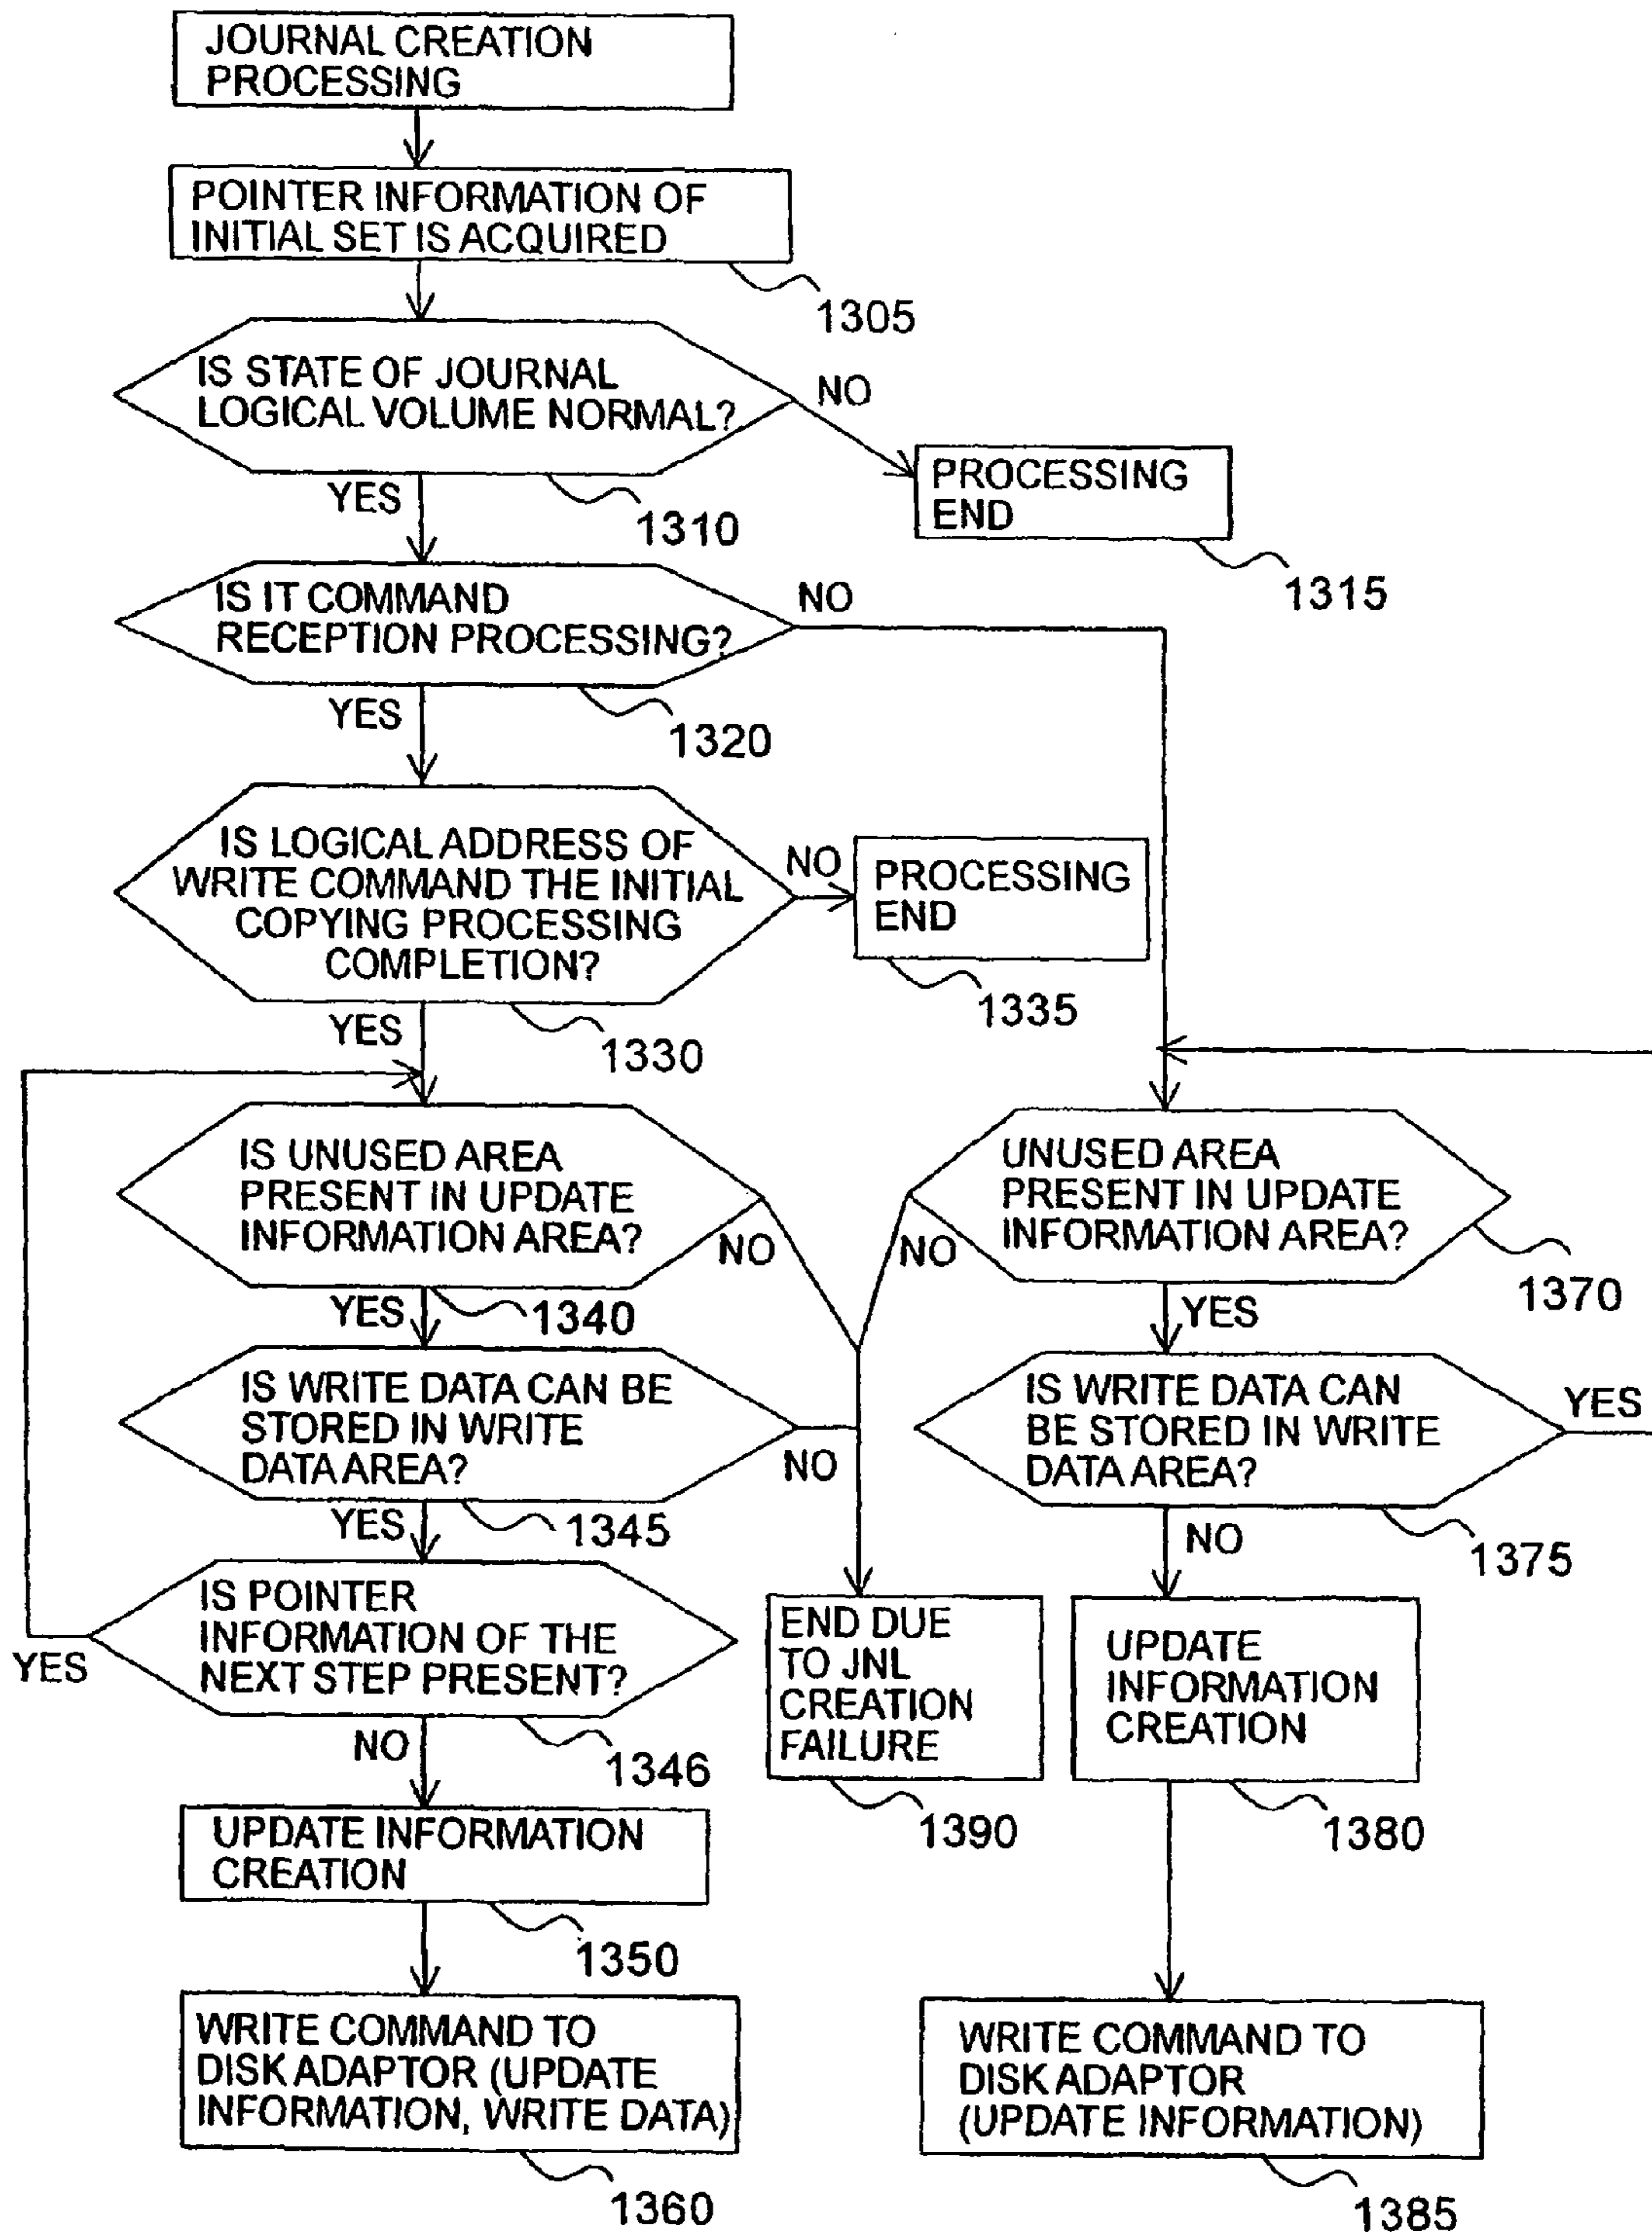 JOURNAL CREATION
PROCESSING
POINTER INFORMATION OF
INITIAL SET IS ACQUIRED
1305
IS STATE OF JOURNAL
LOGICAL VOLUME NORMAL?
NO
PROCESSING
END
YES
1310
1315
IS IT COMMAND
RECEPTION PROCESSING?
NO
YES
1320
IS LOGICAL ADDRESS OF
WRITE COMMAND THE INITIAL
COPYING PROCESSING
COMPLETION?
NO
PROCESSING
END
1335
YES
1330
IS UNUSED AREA
PRESENT IN UPDATE
INFORMATION AREA?
NO
UNUSED AREA
PRESENT IN UPDATE
INFORMATION AREA?
NO
1370
YES
1340
YES
IS WRITE DATA CAN BE
STORED IN WRITE
DATA AREA?
NO
IS WRITE DATA CAN
BE STORED IN WRITE
DATA AREA?
YES
YES
1345
NO
1375
IS POINTER
INFORMATION OF THE
NEXT STEP PRESENT?
YES
END DUE
TO JNL
CREATION
FAILURE
UPDATE
INFORMATION
CREATION
NO
1346
1390
1380
UPDATE INFORMATION
CREATION
1350
WRITE COMMAND TO
DISK ADAPTOR (UPDATE
INFORMATION, WRITE DATA)
WRITE COMMAND TO
DISK ADAPTOR
(UPDATE INFORMATION)
1360
1385